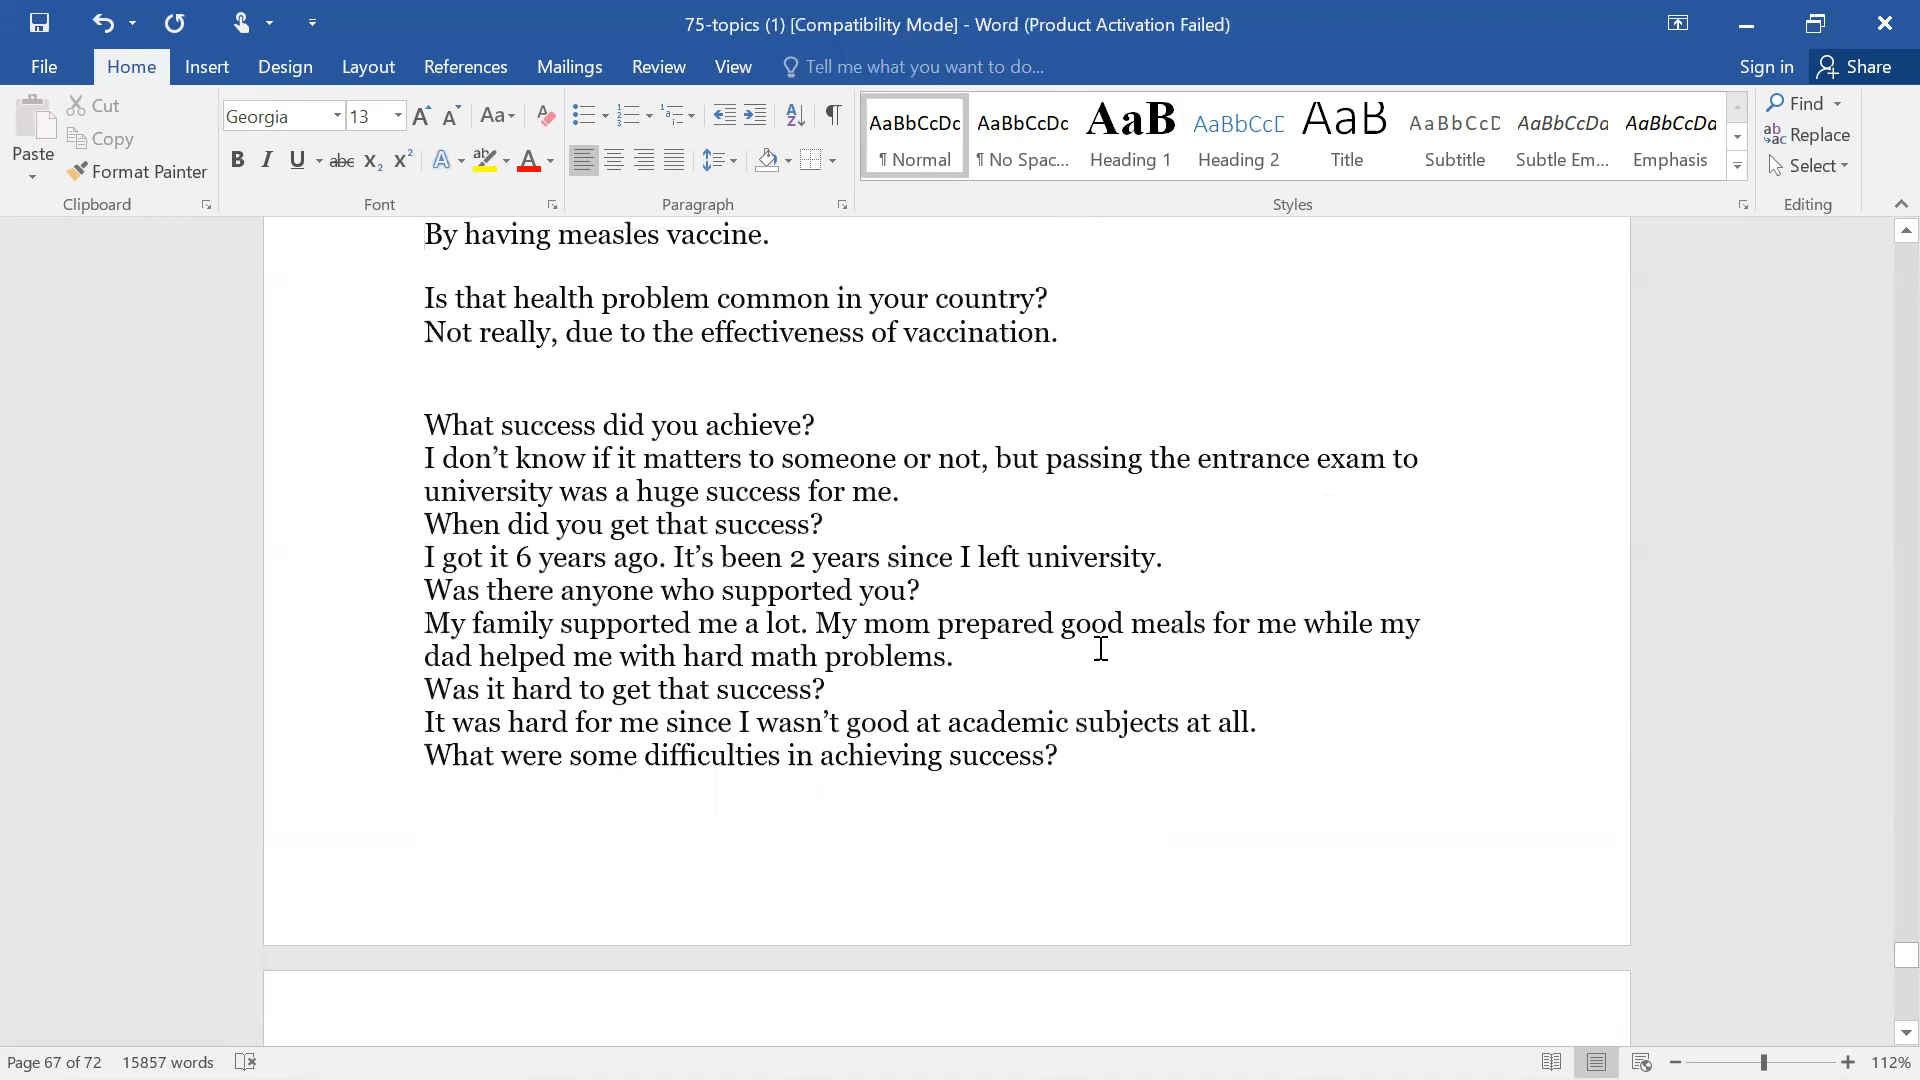 75-topics (1) [Compatibility Mode] - Word (Product Activation Failed)
File Home Insert Design Layout References Mailings Review View Tell me what you want to do... Sign in Share
Paste
Cut
Copy
Format Painter
Clipboard
Georgia 13
Font
Paragraph
AaBbCcDc AaBbCcDc AaB AaBbCcD AaB AaBbCcD AaBbCcDd AaBbCcDd
¶ Normal ¶ No Spac... Heading 1 Heading 2 Title Subtitle Subtle Em... Emphasis
Styles
Find
Replace
Select
Editing
By having measles vaccine.
Is that health problem common in your country?
Not really, due to the effectiveness of vaccination.
What success did you achieve?
I don’t know if it matters to someone or not, but passing the entrance exam to
university was a huge success for me.
When did you get that success?
I got it 6 years ago. It’s been 2 years since I left university.
Was there anyone who supported you?
My family supported me a lot. My mom prepared good meals for me while my
dad helped me with hard math problems.
Was it hard to get that success?
It was hard for me since I wasn’t good at academic subjects at all.
What were some difficulties in achieving success?
Page 67 of 72 15857 words 112%